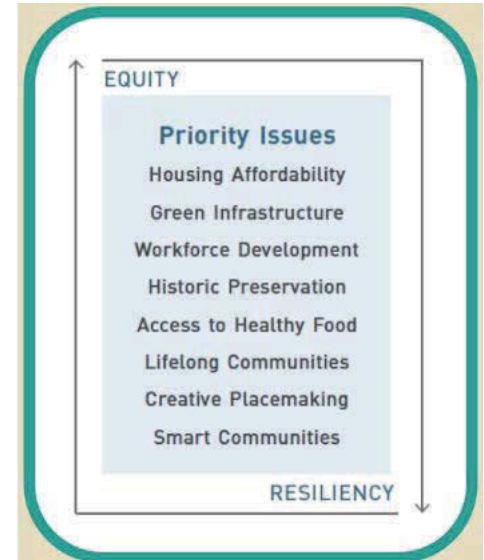 EQUITY
Priority Issues
Housing Affordability
Green Infrastructure
Workforce Development
Historic Preservation
Access to Healthy Food
Lifelong Communities
Creative Placemaking
Smart Communities
RESILIENCY